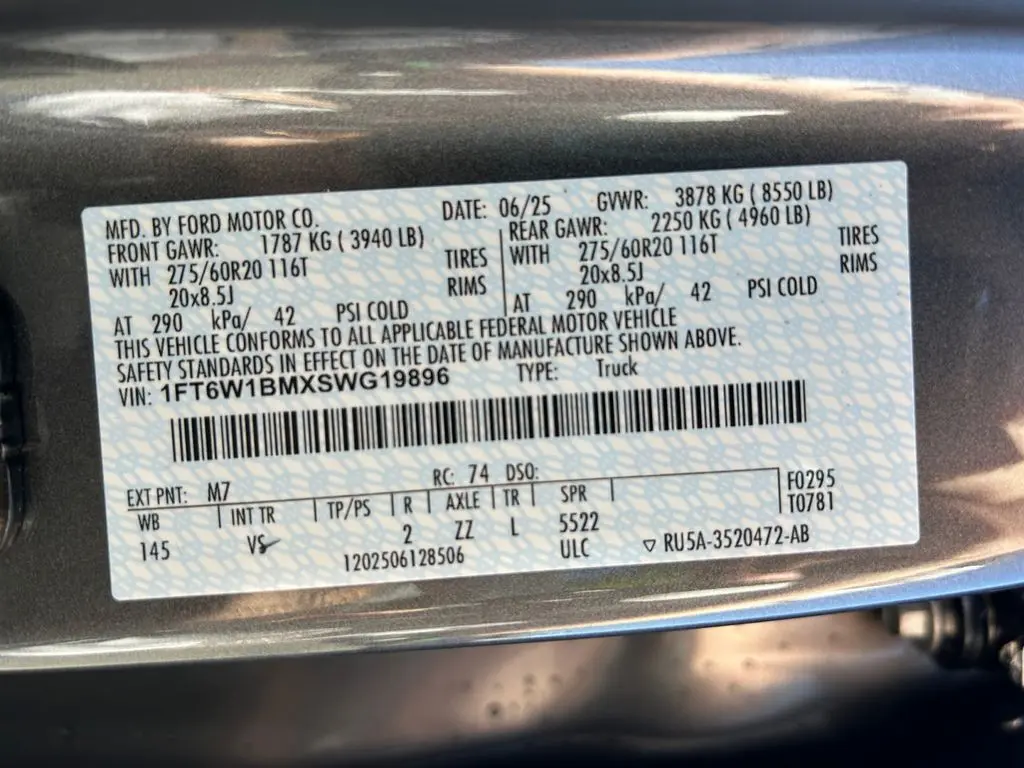 MFD. BY FORD MOTOR CO. DATE: 06/25 GVWR: 3878 KG ( 8550 LB)
FRONT GAWR: 1787 KG ( 3940 LB) REAR GAWR: 2250 KG ( 4960 LB)
WITH 275/60R20 116T TIRES WITH 275/60R20 116T TIRES
20x8.5J RIMS 20x8.5J RIMS
AT 290 kPa/ 42 PSI COLD AT 290 kPa/ 42 PSI COLD
THIS VEHICLE CONFORMS TO ALL APPLICABLE FEDERAL MOTOR VEHICLE
SAFETY STANDARDS IN EFFECT ON THE DATE OF MANUFACTURE SHOWN ABOVE.
VIN: 1FT6W1BMXSWG19896 TYPE: Truck
EXT PNT: M7 RC: 74 DSO: F0295
WB INT TR TP/PS R AXLE TR SPR T0781
145 VS 2 ZZ L 5522
1202506128506 ULC ▽ RU5A-3520472-AB